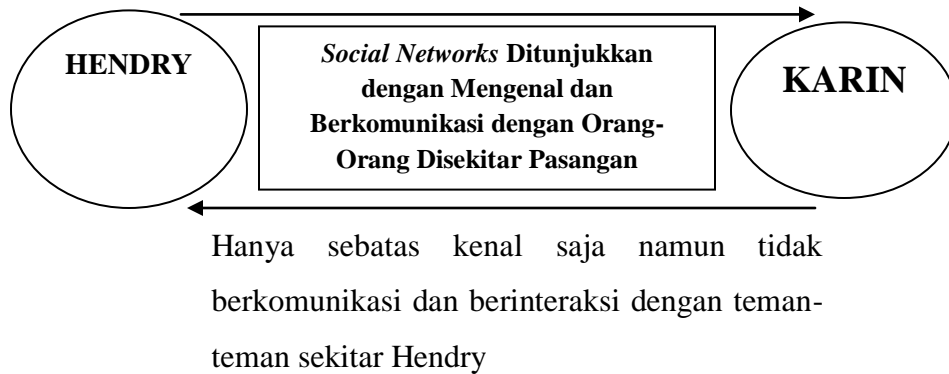 HENDRY
Social Networks Ditunjukkan
dengan Mengenal dan
Berkomunikasi dengan Orang-
Orang Disekitar Pasangan
KARIN
Hanya sebatas kenal saja namun tidak
berkomunikasi dan berinteraksi dengan teman-
teman sekitar Hendry